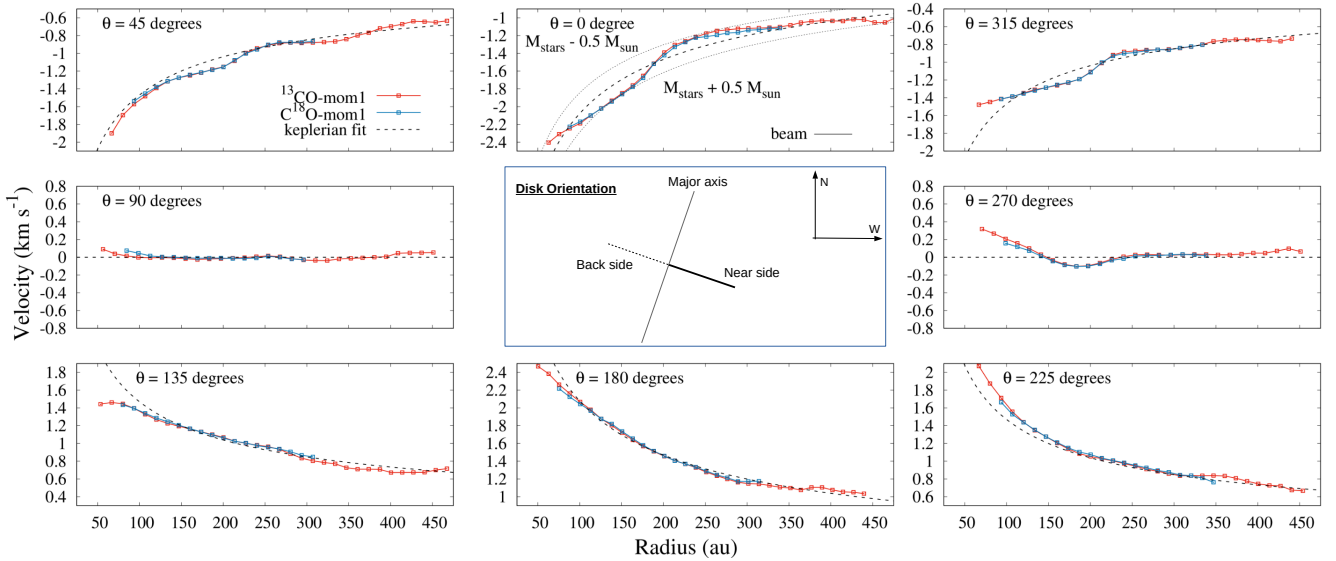 θ = 45 degrees
-0.6
-0.8
-1
-1.2
-1.4
-1.6
-1.8
-2
¹³CO-mom1
C¹⁸O-mom1
keplerian fit
θ = 0 degree
M_stars - 0.5 M_sun
M_stars + 0.5 M_sun
beam
-1
-1.2
-1.4
-1.6
-1.8
-2
-2.2
-2.4
θ = 315 degrees
-0.4
-0.6
-0.8
-1
-1.2
-1.4
-1.6
-1.8
-2
Velocity (km s⁻¹)
θ = 90 degrees
0.8
0.6
0.4
0.2
0
-0.2
-0.4
-0.6
-0.8
Disk Orientation
Major axis
N
W
Back side
Near side
θ = 270 degrees
0.8
0.6
0.4
0.2
0
-0.2
-0.4
-0.6
-0.8
θ = 135 degrees
1.8
1.6
1.4
1.2
1
0.8
0.6
0.4
50 100 150 200 250 300 350 400 450
θ = 180 degrees
2.4
2.2
2
1.8
1.6
1.4
1.2
1
50 100 150 200 250 300 350 400 450
θ = 225 degrees
2
1.8
1.6
1.4
1.2
1
0.8
0.6
50 100 150 200 250 300 350 400 450
Radius (au)